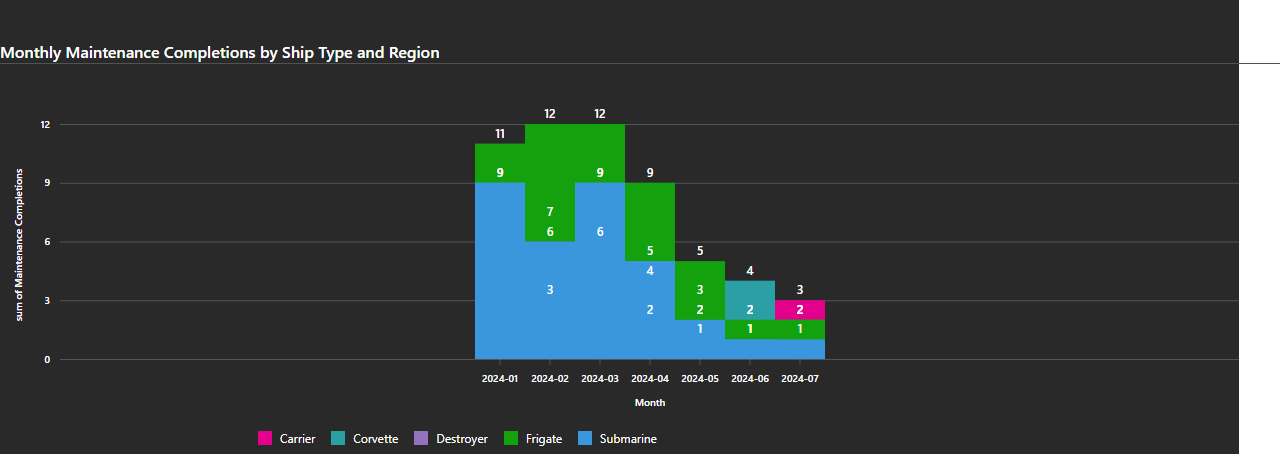 Monthly Maintenance Completions by Ship Type and Region
12 12
12 11
9 9 9 9
7
6 6 6 5 5
4 4
3 3 3 3
2 2 2 2
1 1 1
0
sum of Maintenance Completions
2024-01 2024-02 2024-03 2024-04 2024-05 2024-06 2024-07
Month
Carrier Corvette Destroyer Frigate Submarine